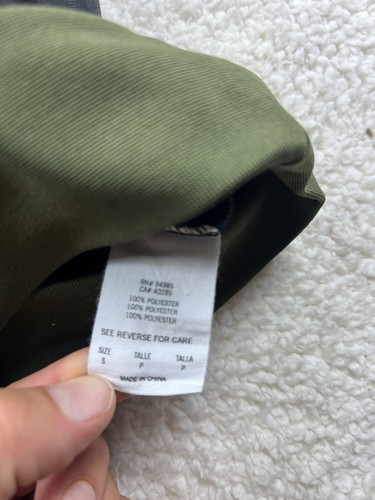 RN# 94985
CA# 40285
100% POLYESTER
100% POLYESTER
100% POLYESTER
SEE REVERSE FOR CARE
SIZE TALLE TALLA
S P P
MADE IN CHINA